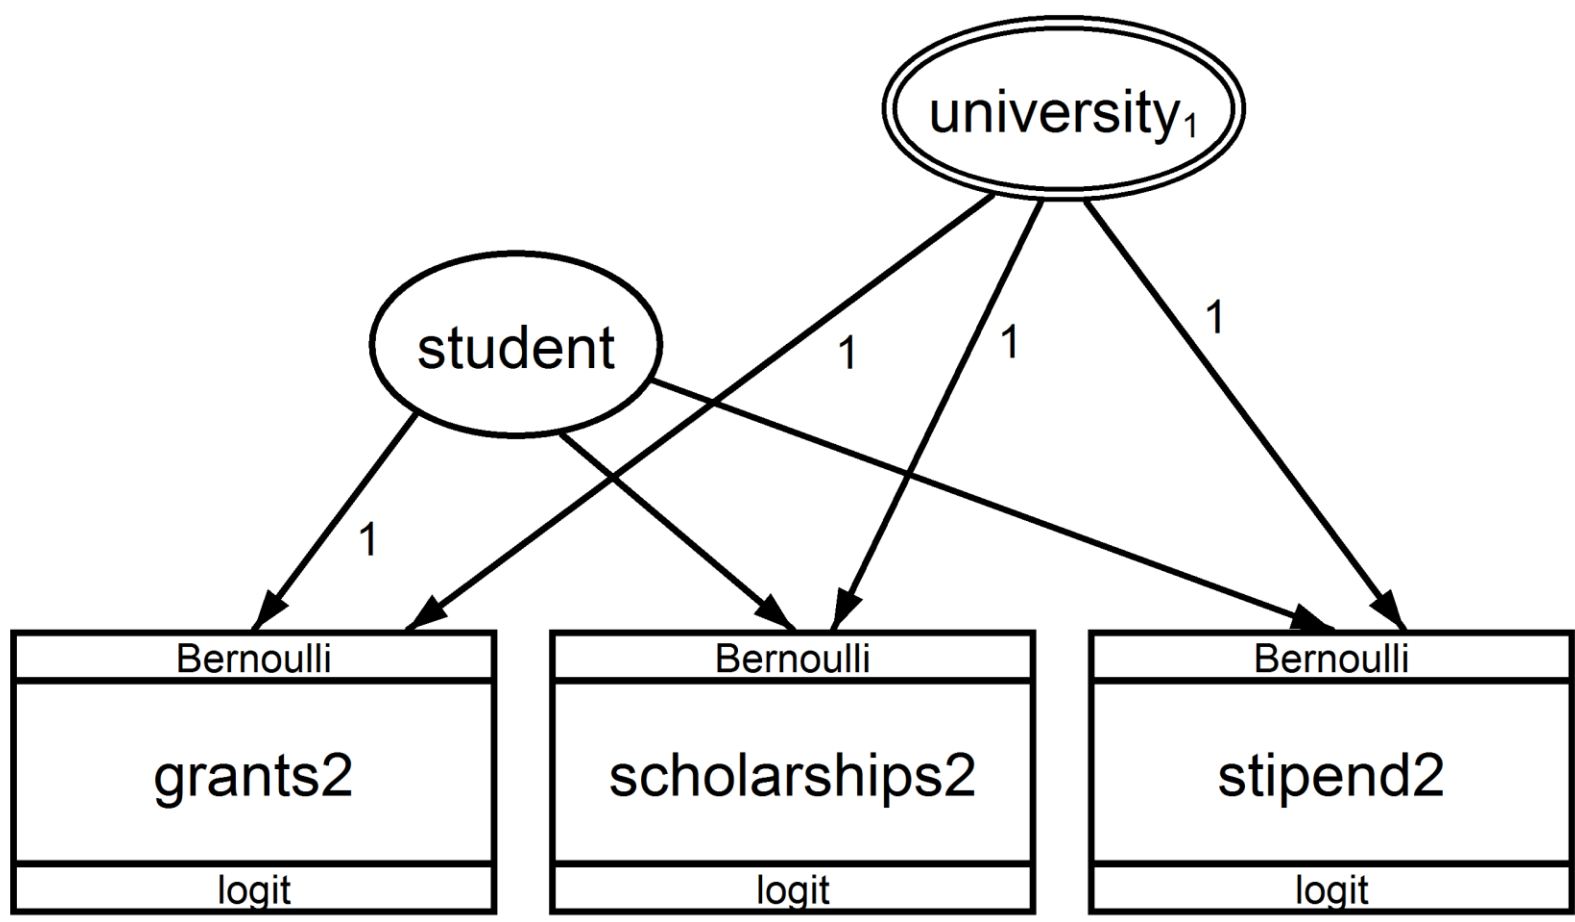 university₁
student
1
1
1
1
Bernoulli
grants2
logit
Bernoulli
scholarships2
logit
Bernoulli
stipend2
logit